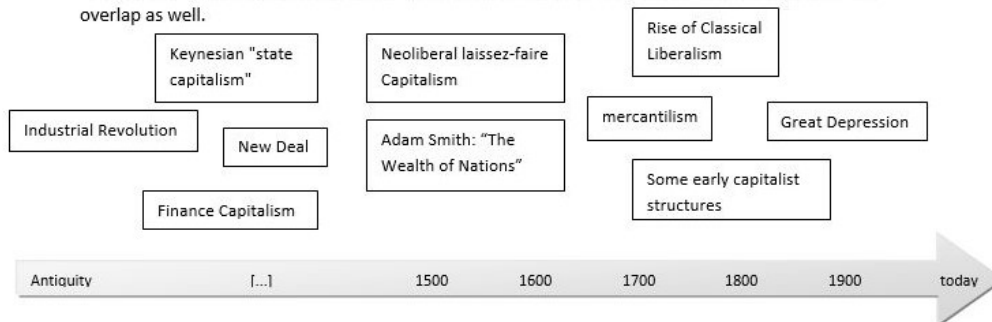 overlap as well.
Rise of Classical
Liberalism
Keynesian "state
capitalism"
Neoliberal laissez-faire
Capitalism
mercantilism
Great Depression
Industrial Revolution
New Deal
Adam Smith: “The
Wealth of Nations”
Some early capitalist
structures
Finance Capitalism
Antiquity [...] 1500 1600 1700 1800 1900 today